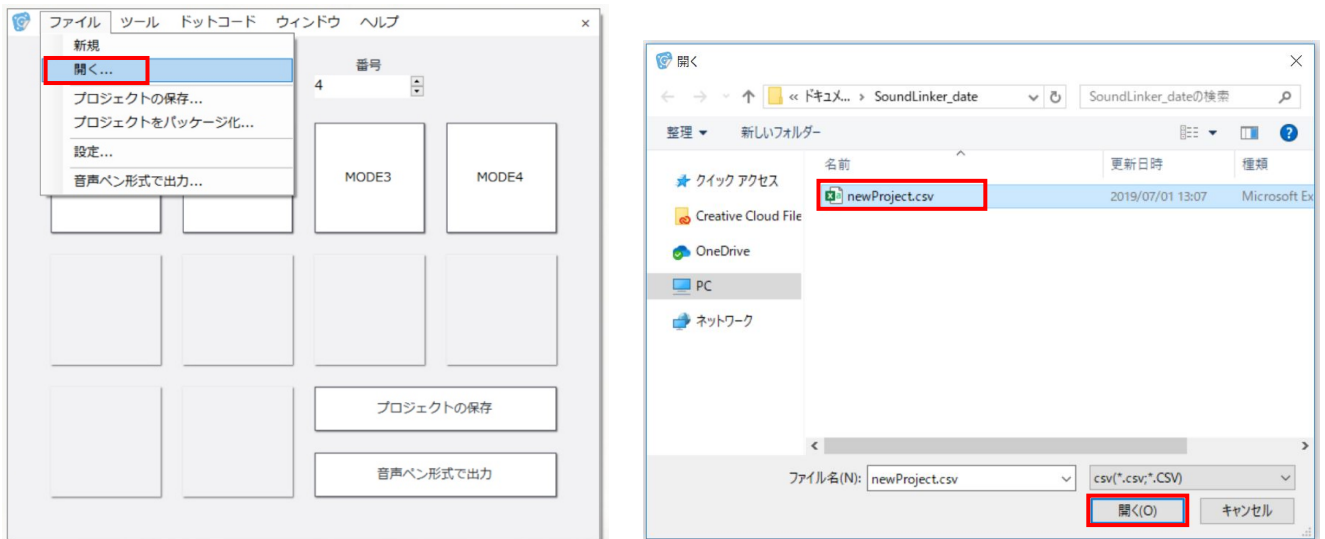 ファイル ツール ドットコード ウィンドウ ヘルプ ×
新規
開く...
プロジェクトの保存...
プロジェクトをパッケージ化...
設定...
音声ペン形式で出力...
番号
4
MODE3
MODE4
プロジェクトの保存
音声ペン形式で出力
開く
« ドキュメ... › SoundLinker_date
SoundLinker_dateの検索
整理 ▼ 新しいフォルダー
名前 更新日時 種類
newProject.csv 2019/07/01 13:07 Microsoft Ex
クイック アクセス
Creative Cloud File
OneDrive
PC
ネットワーク
ファイル名(N): newProject.csv csv(*.csv;*.CSV)
開く(O) キャンセル